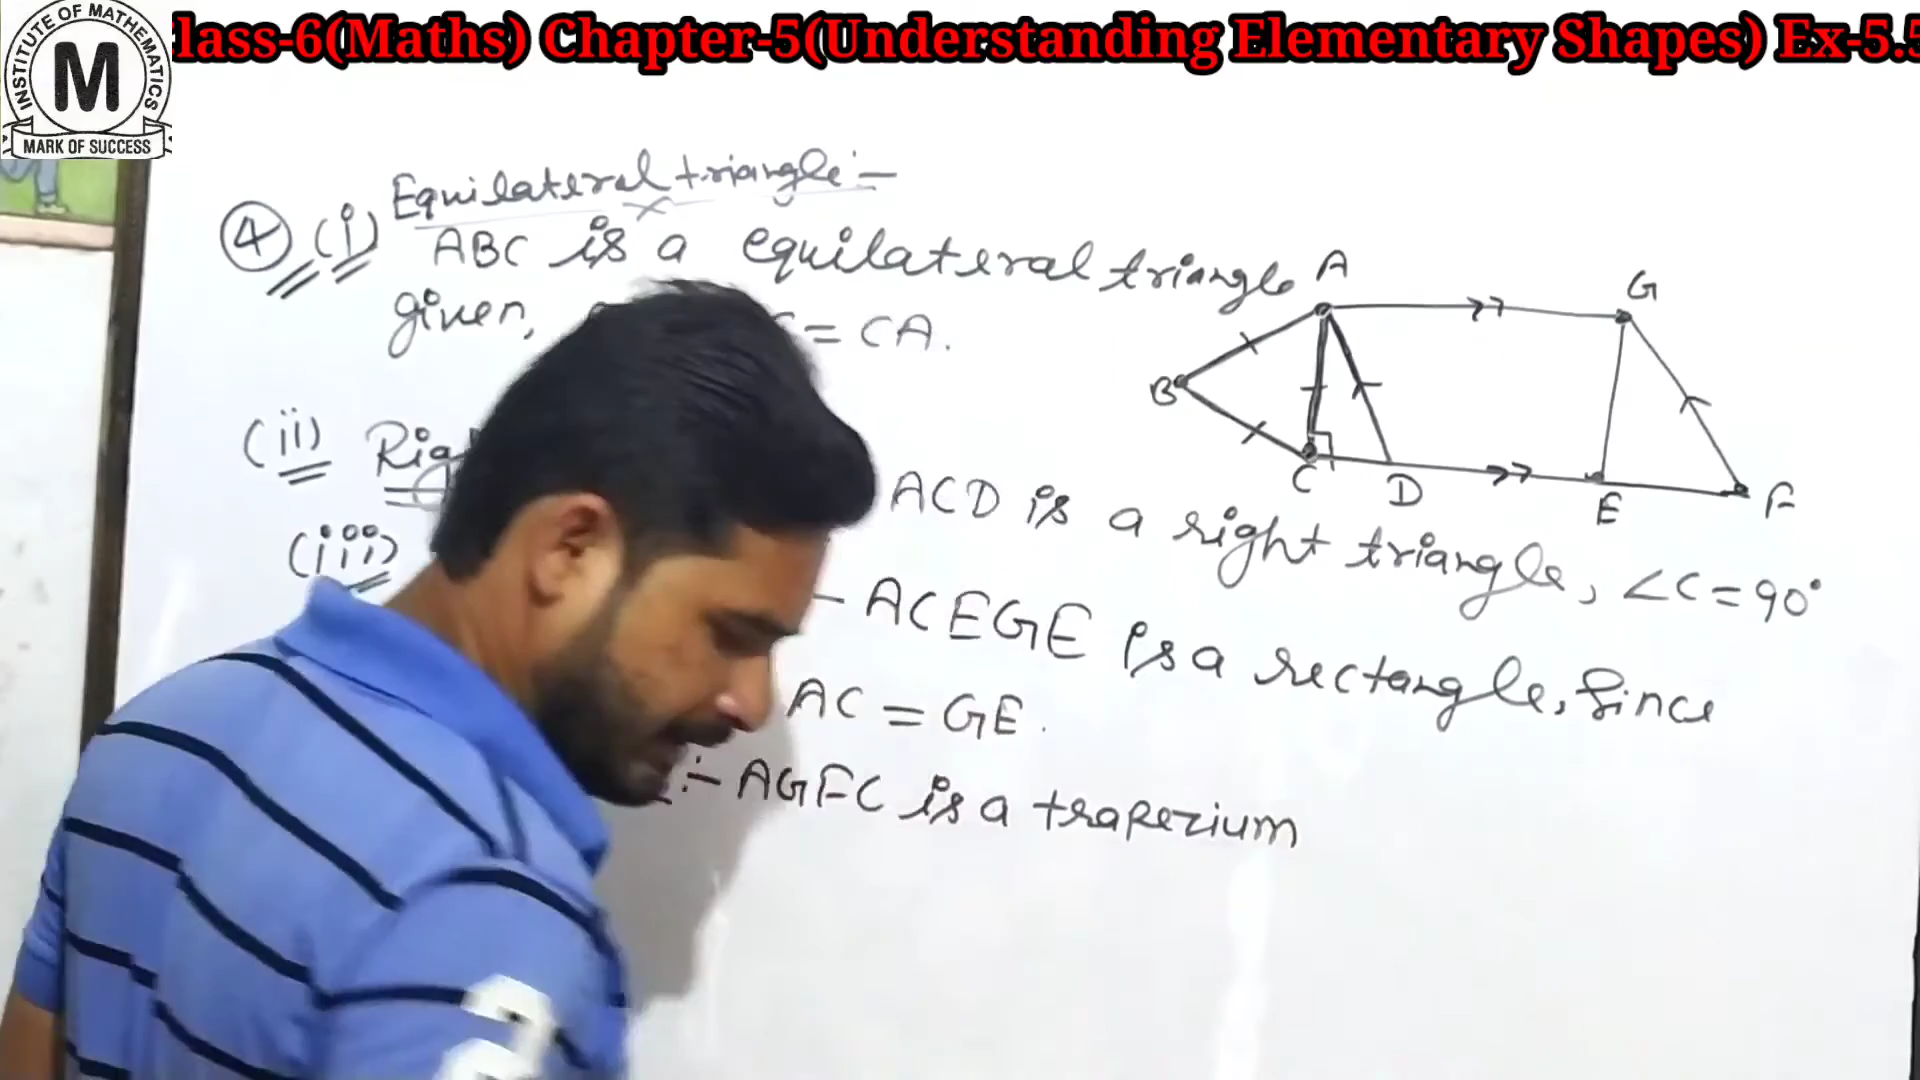 lass-6(Maths) Chapter-5(Understanding Elementary Shapes) Ex-5.5
INSTITUTE OF MATHEMATICS
M
MARK OF SUCCESS
Equilateral triangle :-
4 (i) ABC is a equilateral triangle
given, = CA.
A
G
B
C
D
E
F
(ii) Rig ACD is a right triangle, ∠C = 90°
(iii) - ACEGE is a rectangle, Since
AC = GE.
:- AGFC is a trapezium